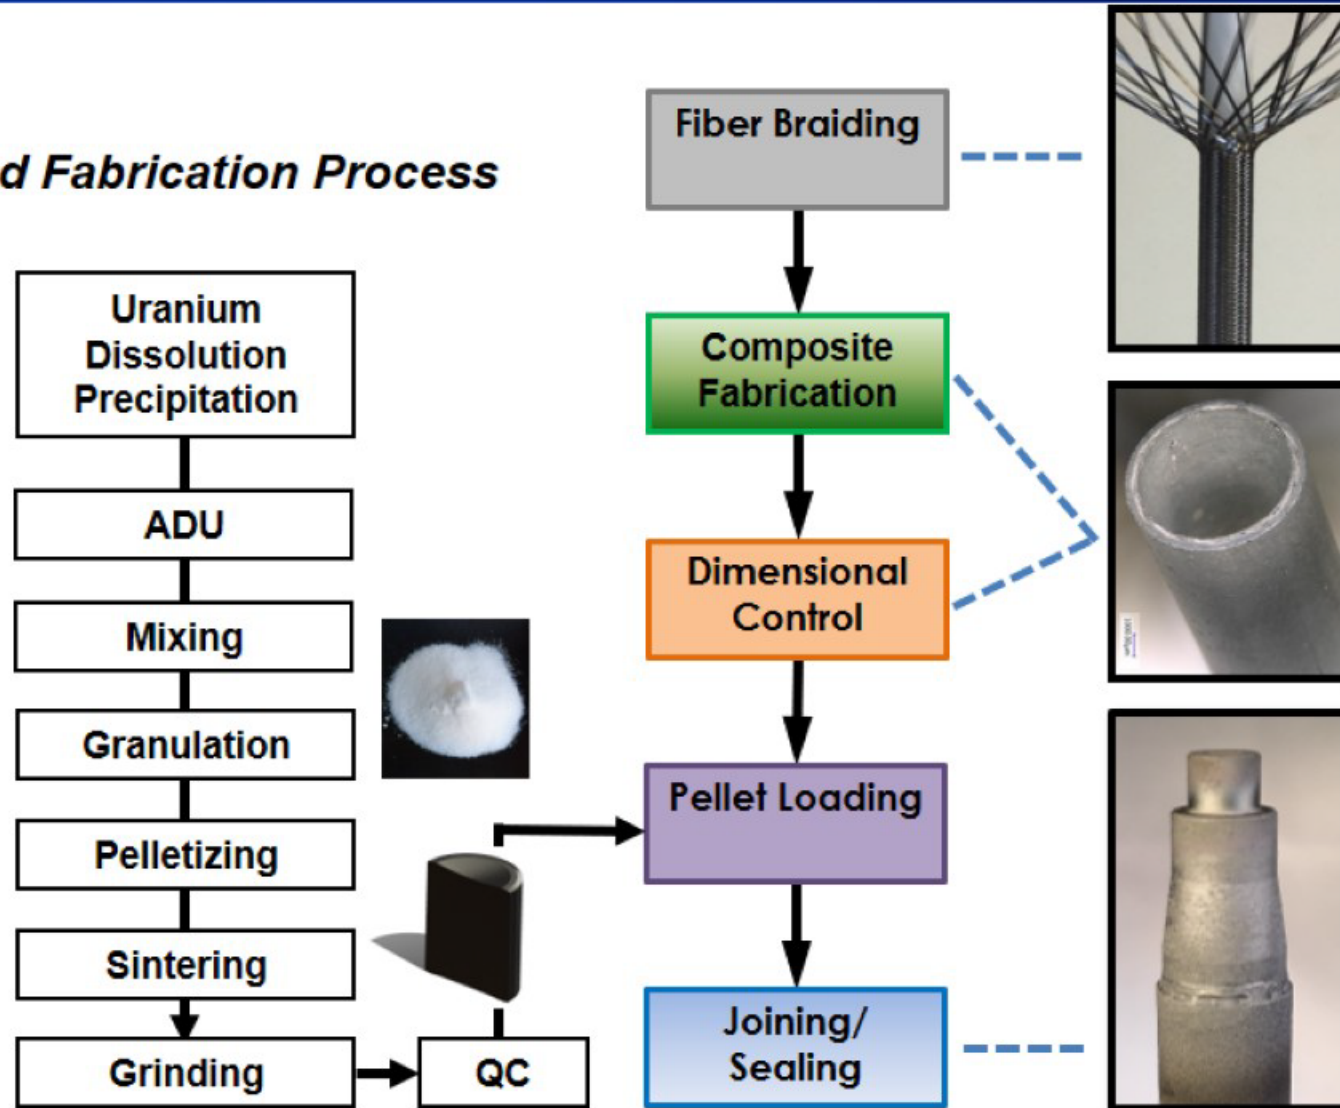 d Fabrication Process
Uranium
Dissolution
Precipitation
ADU
Mixing
Granulation
Pelletizing
Sintering
Grinding
QC
Fiber Braiding
Composite
Fabrication
Dimensional
Control
Pellet Loading
Joining/
Sealing